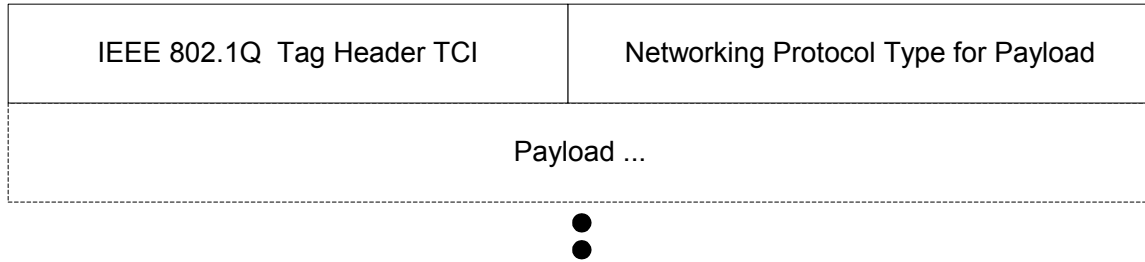 IEEE 802.1Q  Tag Header TCI
Networking Protocol Type for Payload
Payload ...